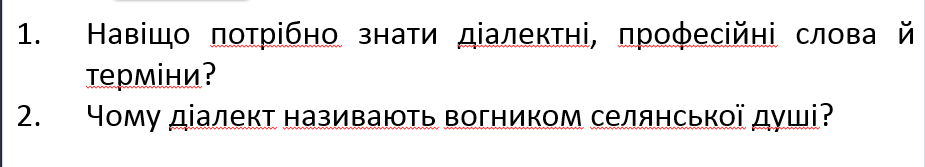 1. Навіщо потрібно знати діалектні, професійні слова й
терміни?
2. Чому діалект називають вогником селянської душі?